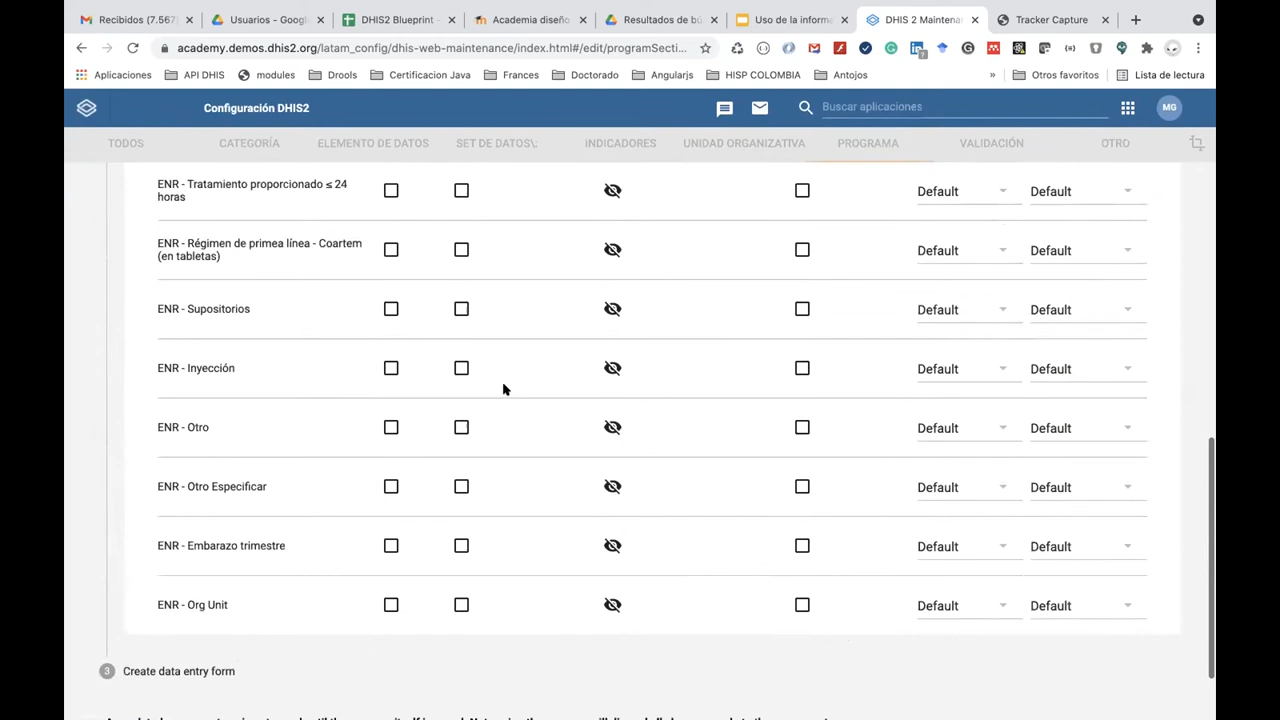 Recibidos (7.567)
Usuarios - Google
DHIS2 Blueprint -
Academia diseño
Resultados de bú
Uso de la informa
DHIS 2 Maintenan
Tracker Capture
academy.demos.dhis2.org/latam_config/dhis-web-maintenance/index.html#/edit/programSecti...
Aplicaciones
API DHIS
modules
Drools
Certificacion Java
Frances
Doctorado
Angularjs
HISP COLOMBIA
Antojos
»
Otros favoritos
Lista de lectura
Configuración DHIS2
Buscar aplicaciones
MG
TODOS
CATEGORÍA
ELEMENTO DE DATOS
SET DE DATOS\;
INDICADORES
UNIDAD ORGANIZATIVA
PROGRAMA
VALIDACIÓN
OTRO
ENR - Tratamiento proporcionado ≤ 24
horas
Default
Default
ENR - Régimen de primea línea - Coartem
(en tabletas)
Default
Default
ENR - Supositorios
Default
Default
ENR - Inyección
Default
Default
ENR - Otro
Default
Default
ENR - Otro Especificar
Default
Default
ENR - Embarazo trimestre
Default
Default
ENR - Org Unit
Default
Default
3 Create data entry form